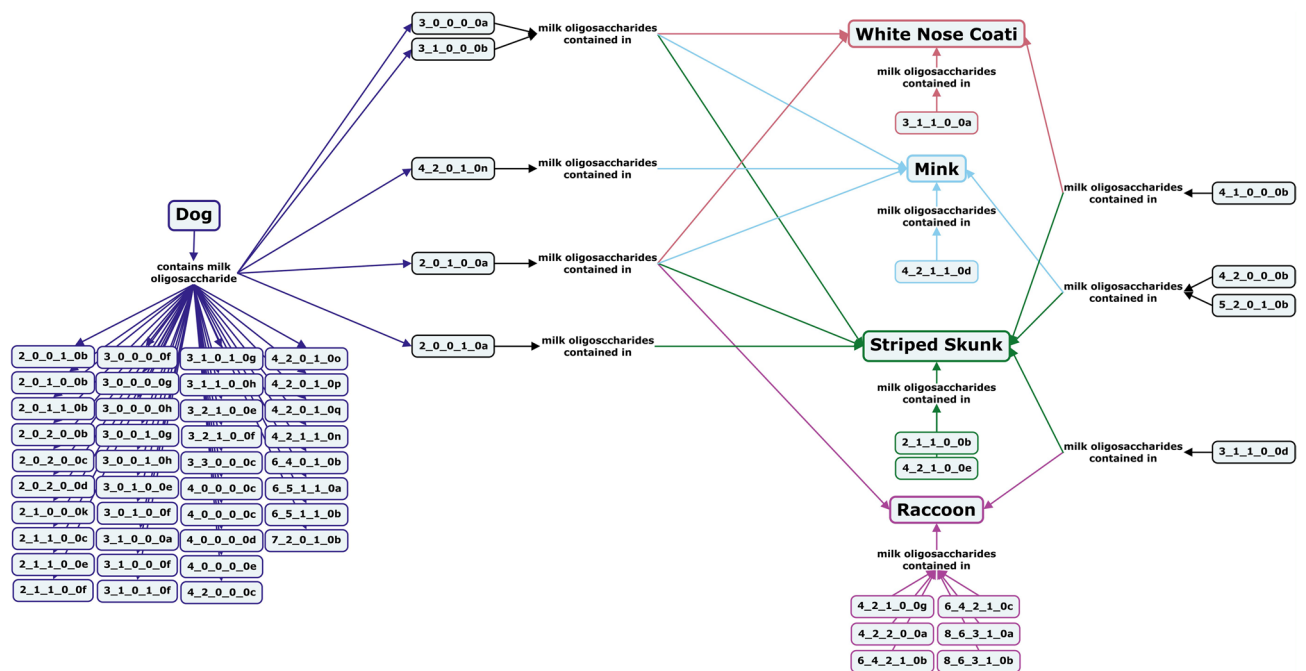 3_0_0_0_0a
3_1_0_0_0b
milk oligosaccharides
contained in
White Nose Coati
milk oligosaccharides
contained in
3_1_1_0_0a
4_2_0_1_0n
milk oligosaccharides
contained in
Mink
milk oligosaccharides
contained in
4_2_1_1_0d
milk oligosaccharides
contained in
4_1_0_0_0b
Dog
contains milk
oligosaccharide
2_0_1_0_0a
milk oligosaccharides
contained in
milk oligosaccharides
contained in
4_2_0_0_0b
5_2_0_1_0b
2_0_0_1_0a
milk oligosccharides
contained in
Striped Skunk
milk oligosaccharides
contained in
2_1_1_0_0b
4_2_1_0_0e
milk oligosaccharides
contained in
3_1_1_0_0d
Raccoon
milk oligosaccharides
contained in
4_2_1_0_0g 6_4_2_1_0c
4_2_2_0_0a 8_6_3_1_0a
6_4_2_1_0b 8_6_3_1_0b
2_0_0_1_0b 3_0_0_0_0f 3_1_0_1_0g 4_2_0_1_0o
2_0_1_0_0b 3_0_0_0_0g 3_1_1_0_0h 4_2_0_1_0p
2_0_1_1_0b 3_0_0_0_0h 3_2_1_0_0e 4_2_0_1_0q
2_0_2_0_0b 3_0_0_1_0g 3_2_1_0_0f 4_2_1_1_0n
2_0_2_0_0c 3_0_0_1_0h 3_3_0_0_0c 6_4_0_1_0b
2_0_2_0_0d 3_0_1_0_0e 4_0_0_0_0c 6_5_1_1_0a
2_1_0_0_0k 3_0_1_0_0f 4_0_0_0_0c 6_5_1_1_0b
2_1_1_0_0c 3_1_0_0_0a 4_0_0_0_0d 7_2_0_1_0b
2_1_1_0_0e 3_1_0_0_0f 4_0_0_0_0e
2_1_1_0_0f 3_1_0_1_0f 4_2_0_0_0c